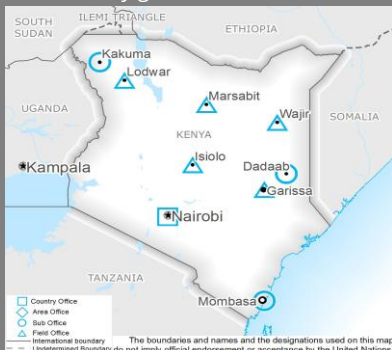 ILEMI TRIANGLE
SOUTH
SUDAN
ETHIOPIA
Kakuma
Lodwar
Marsabit
UGANDA
Wajir
SOMALIA
KENYA
Kampala
Isiolo
Dadaab
Garissa
Nairobi
TANZANIA
Mombasa
Country Office
Area Office
Sub Office
Field Office
International boundary
The boundaries and names and the designations used on this map
Undetermined Boundary
do not imply official endorsement or acceptance by the United Nations